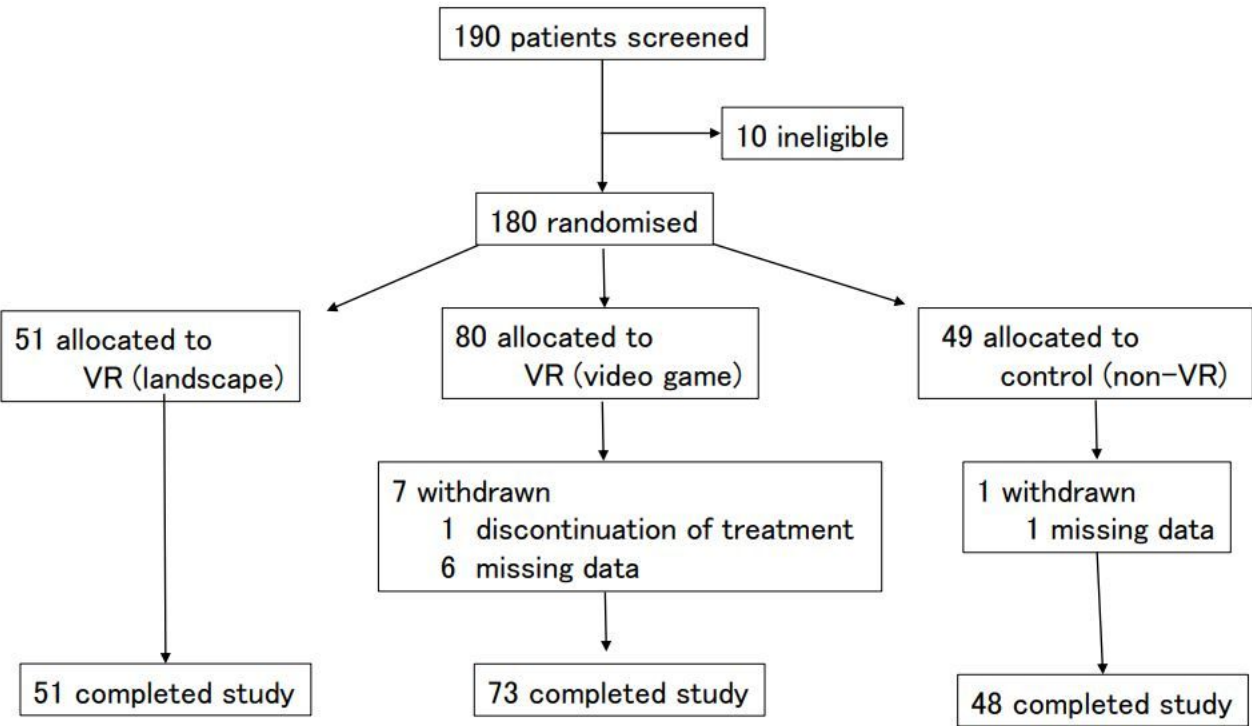 190 patients screened
10 ineligible
180 randomised
51 allocated to
VR (landscape)
80 allocated to
VR (video game)
49 allocated to
control (non-VR)
7 withdrawn
1 discontinuation of treatment
6 missing data
1 withdrawn
1 missing data
51 completed study
73 completed study
48 completed study